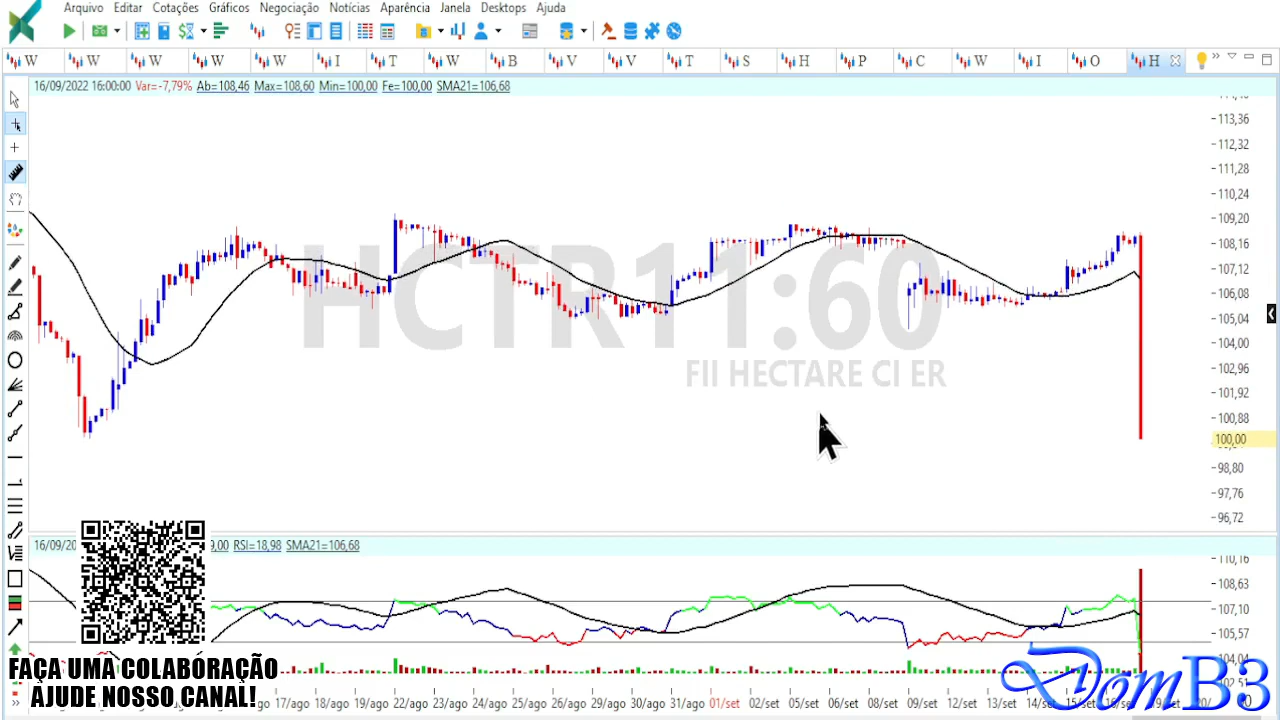 Arquivo Editar Cotações Gráficos Negociação Notícias Aparência Janela Desktops Ajuda
W W W W W I T W B V V T S H P C W I O H
16/09/2022 16:00:00 Var=-7,79% Ab=108,46 Max=108,60 Min=100,00 Fe=100,00 SMA21=106,68
113,36
112,32
111,28
110,24
109,20
108,16
107,12
106,08
105,04
104,00
102,96
101,92
100,88
100,00
98,80
97,76
96,72
HCTR11:60
FII HECTARE CI ER
RSI=18,98 SMA21=106,68
110,16
108,63
107,10
105,57
104,04
102,51
17/ago 18/ago 19/ago 22/ago 23/ago 24/ago 25/ago 26/ago 29/ago 30/ago 31/ago 01/set 02/set 05/set 06/set 08/set 09/set 12/set 13/set 14/set
FAÇA UMA COLABORAÇÃO
AJUDE NOSSO CANAL!
DomB3